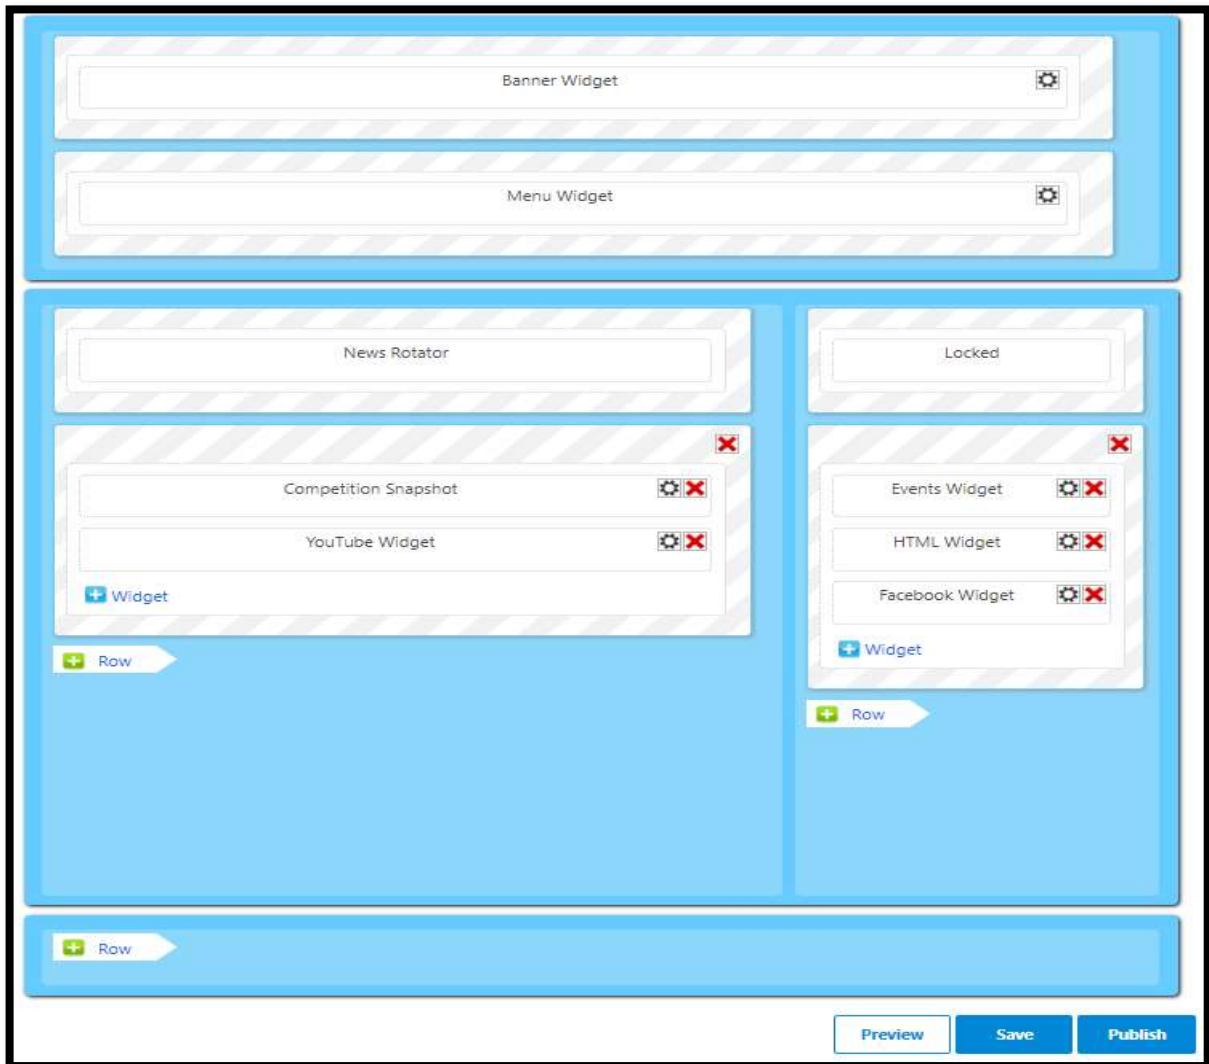 Banner Widget
Menu Widget
News Rotator
Locked
Competition Snapshot
YouTube Widget
Widget
Row
Events Widget
HTML Widget
Facebook Widget
Widget
Row
Row
Preview
Save
Publish